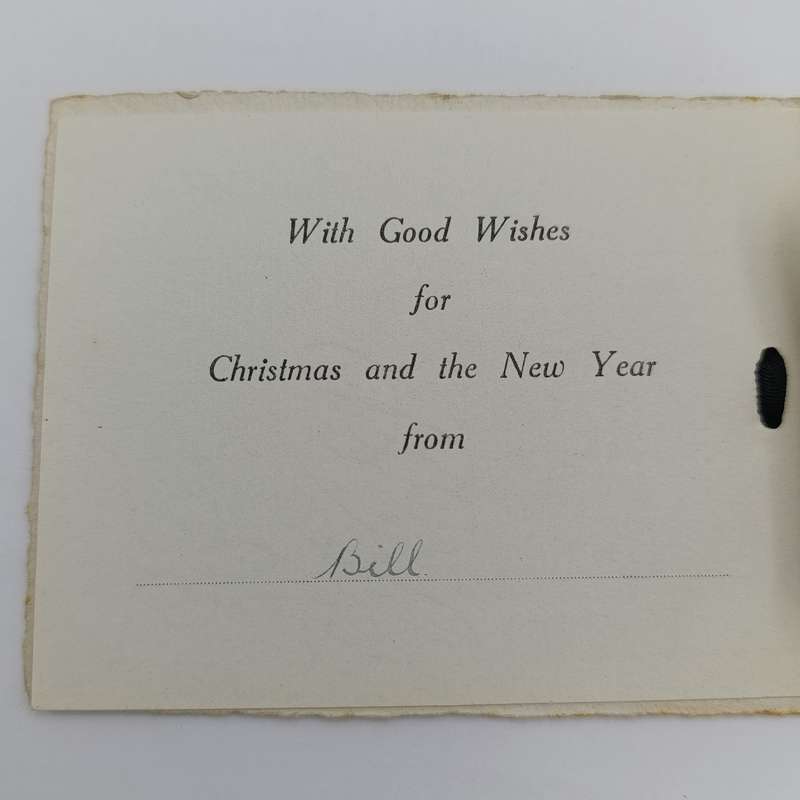 With Good Wishes
for
Christmas and the New Year
from
Bill.